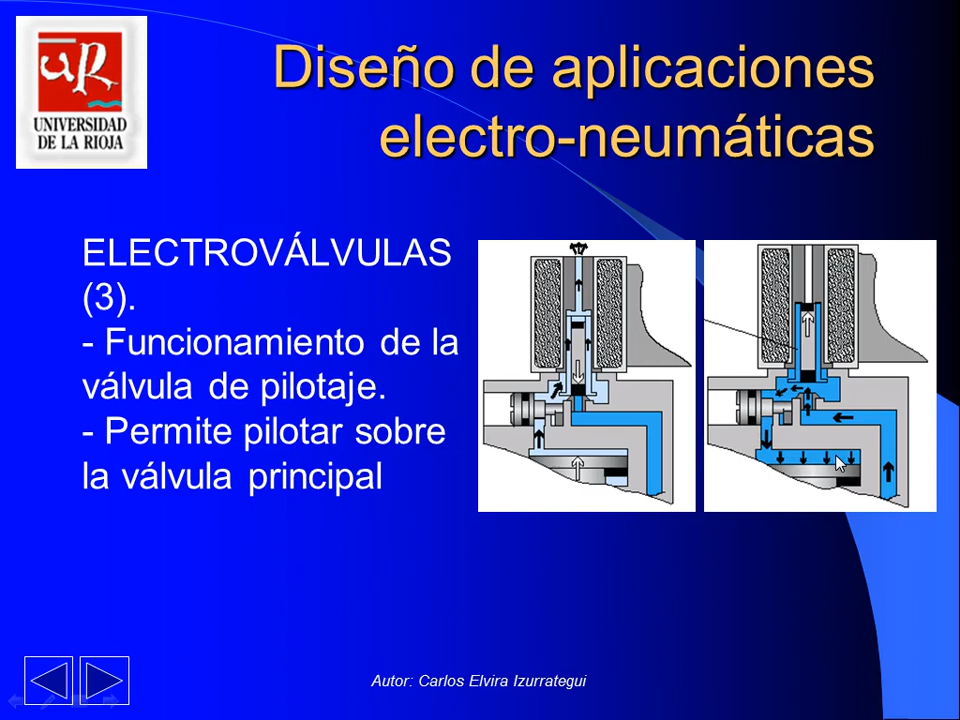 UR
UNIVERSIDAD
DE LA RIOJA
Diseño de aplicaciones
electro-neumáticas
ELECTROVÁLVULAS
(3).
- Funcionamiento de la
válvula de pilotaje.
- Permite pilotar sobre
la válvula principal
Autor: Carlos Elvira Izurrategui